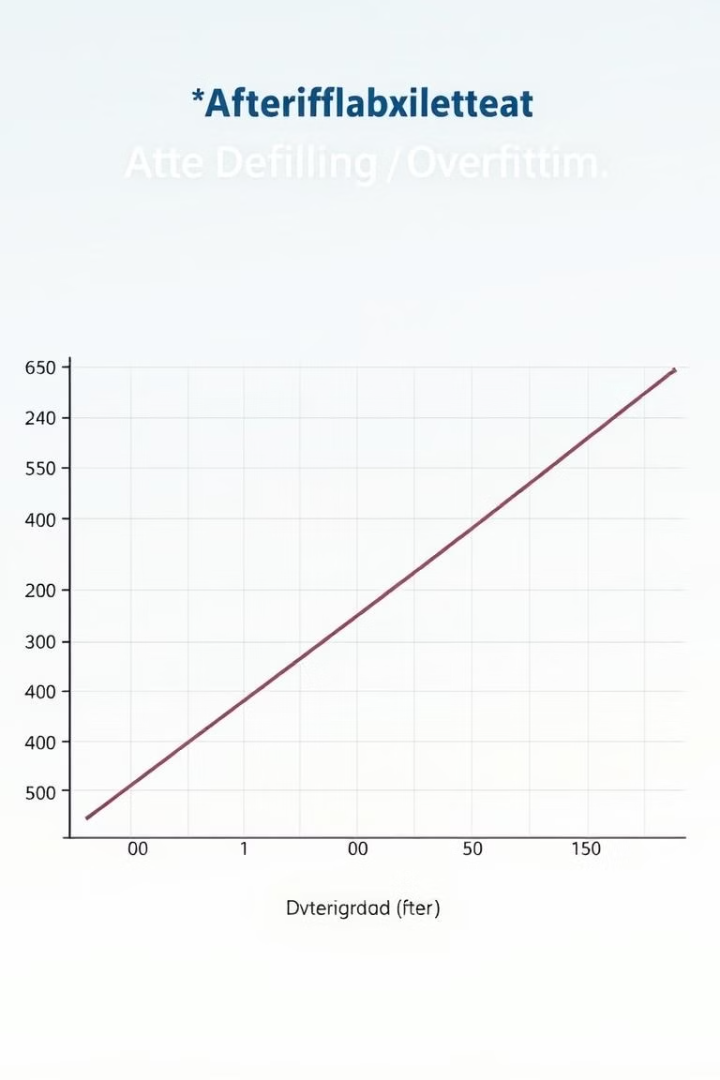 *Afterifflabxiletteat
Atte Defilling / Overfittim.
650
240
550
400
200
300
400
400
500
00 1 00 50 150
Dvterigrdad (fter)